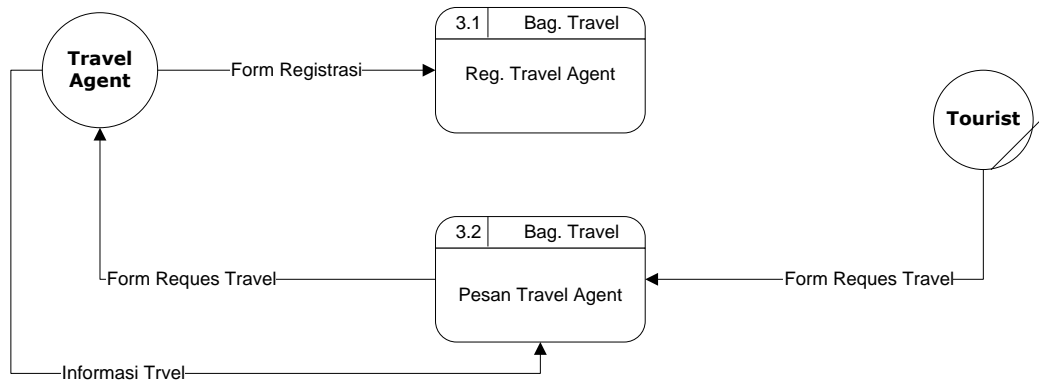 Travel
Agent
Form Registrasi
3.1 Bag. Travel
Reg. Travel Agent
Tourist
3.2 Bag. Travel
Pesan Travel Agent
Form Reques Travel
Form Reques Travel
Informasi Trvel